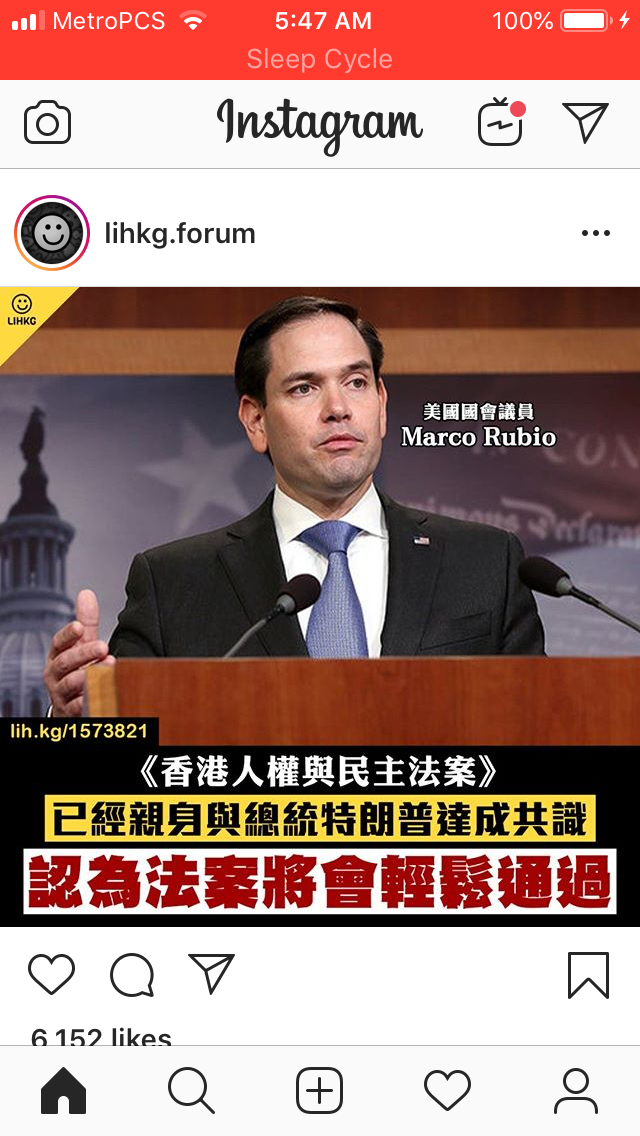 MetroPCS 5:47 AM 100%
Sleep Cycle
Instagram
lihkg.forum
LIHKG
美國國會議員
Marco Rubio
CON
lih.kg/1573821
《香港人權與民主法案》
已經親身與總統特朗普達成共識
認為法案將會輕鬆通過
6,152 likes